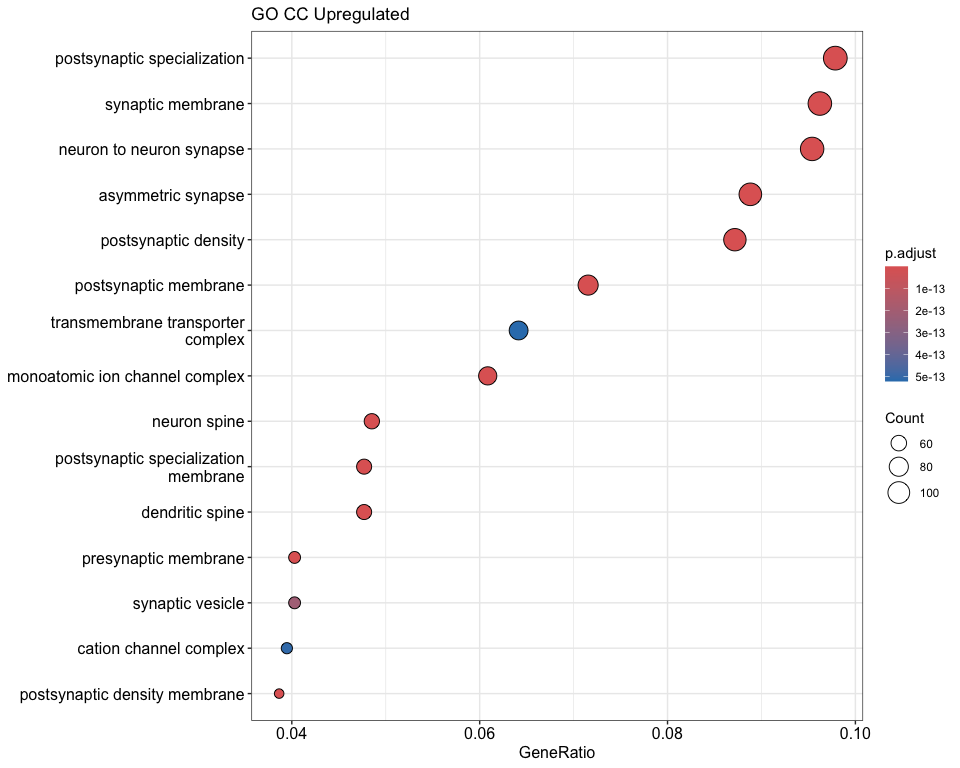 GO CC Upregulated
postsynaptic specialization
synaptic membrane
neuron to neuron synapse
asymmetric synapse
postsynaptic density
postsynaptic membrane
transmembrane transporter
complex
monoatomic ion channel complex
neuron spine
postsynaptic specialization
membrane
dendritic spine
presynaptic membrane
synaptic vesicle
cation channel complex
postsynaptic density membrane
0.04 0.06 0.08 0.10
GeneRatio
p.adjust
1e-13
2e-13
3e-13
4e-13
5e-13
Count
60
80
100